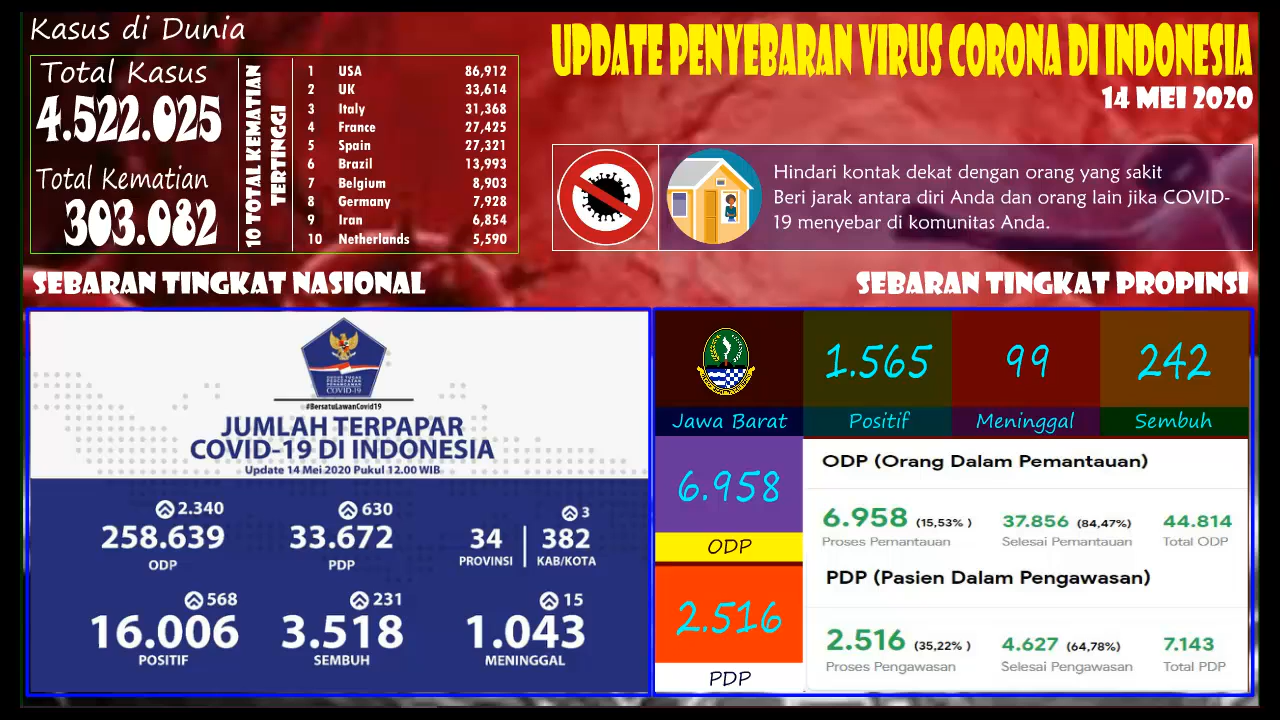 Kasus di Dunia
Total Kasus
4.522.025
Total Kematian
303.082
10 TOTAL KEMATIAN
TERTINGGI
1 USA 86,912
2 UK 33,614
3 Italy 31,368
4 France 27,425
5 Spain 27,321
6 Brazil 13,993
7 Belgium 8,903
8 Germany 7,928
9 Iran 6,854
10 Netherlands 5,590
UPDATE PENYEBARAN VIRUS CORONA DI INDONESIA
14 MEI 2020
Hindari kontak dekat dengan orang yang sakit
Beri jarak antara diri Anda dan orang lain jika COVID-
19 menyebar di komunitas Anda.
SEBARAN TINGKAT NASIONAL
GUGUS TUGAS
PERCEPATAN
PENANGANAN
COVID-19
#BersatuLawanCovid19
JUMLAH TERPAPAR
COVID-19 DI INDONESIA
Update 14 Mei 2020 Pukul 12.00 WIB
2.340
258.639
ODP
630
33.672
PDP
34
PROVINSI
3
382
KAB/KOTA
568
16.006
POSITIF
231
3.518
SEMBUH
15
1.043
MENINGGAL
SEBARAN TINGKAT PROPINSI
Jawa Barat
1.565
Positif
99
Meninggal
242
Sembuh
6.958
ODP
2.516
PDP
ODP (Orang Dalam Pemantauan)
6.958 (15,53% )
Proses Pemantauan
37.856 (84,47%)
Selesai Pemantauan
44.814
Total ODP
PDP (Pasien Dalam Pengawasan)
2.516 (35,22% )
Proses Pengawasan
4.627 (64,78%)
Selesai Pengawasan
7.143
Total PDP